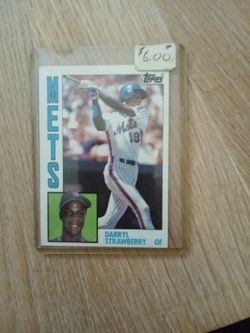 $6.00
Topps
METS
Mets
18
DARRYL
STRAWBERRY OF